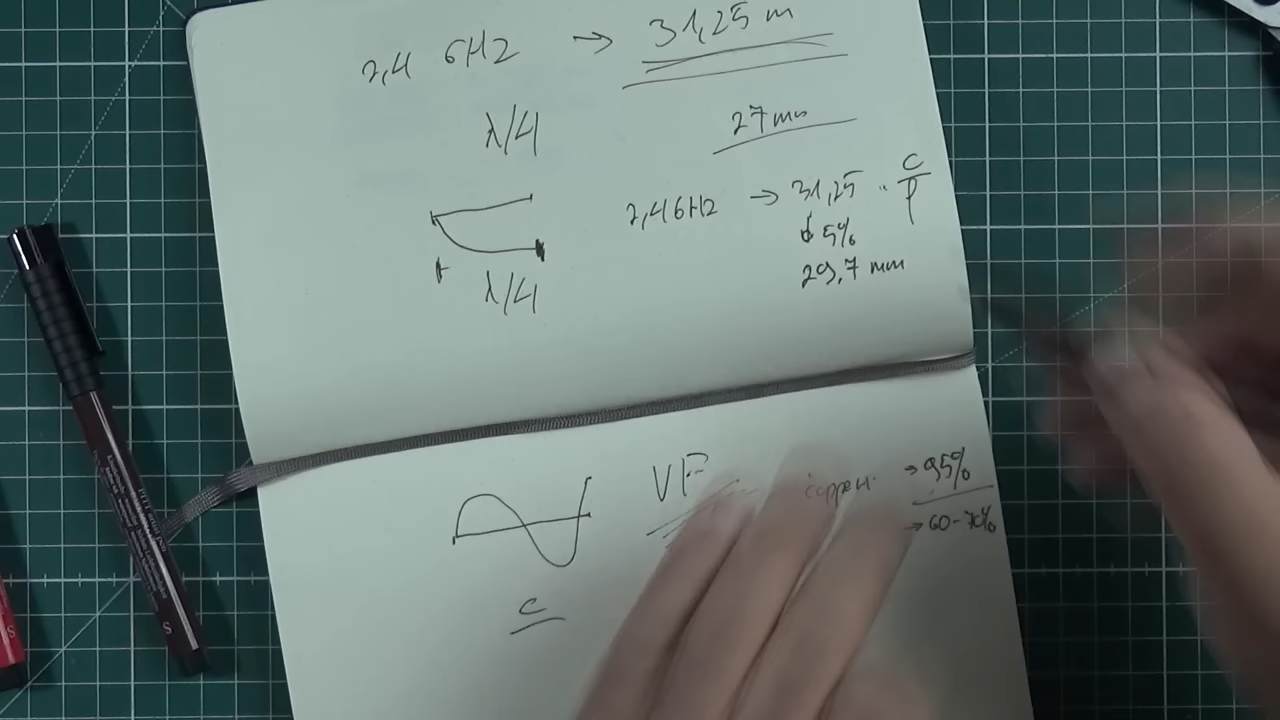 2,4 GHz → 31,25 m
λ/4
27 mm
2,4 GHz → 31,25 · c/f
↓ 5%
29,7 mm
λ/4
VF
copper → 95%
→ 60-70%
c
S
S